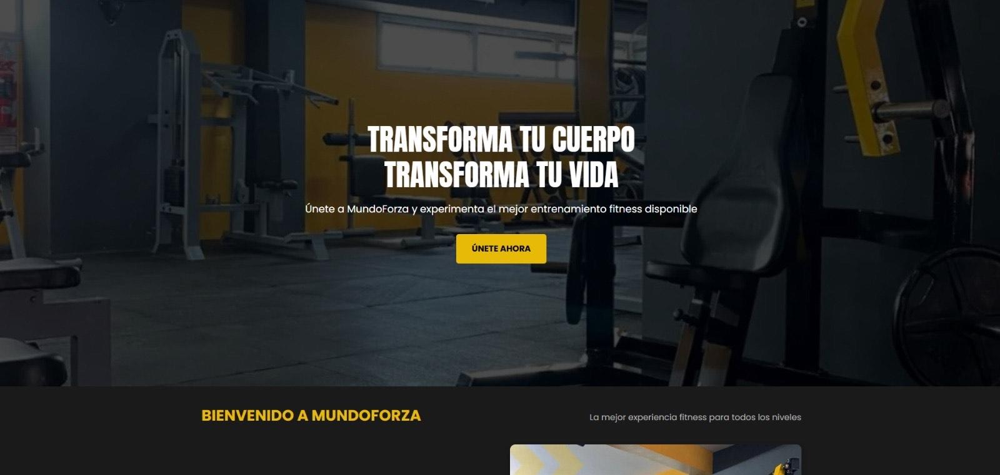 TRANSFORMA TU CUERPO
TRANSFORMA TU VIDA
Únete a MundoForza y experimenta el mejor entrenamiento fitness disponible
ÚNETE AHORA
BIENVENIDO A MUNDOFORZA
La mejor experiencia fitness para todos los niveles